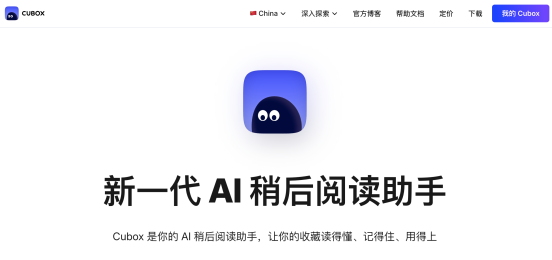 CUBOX
China
深入探索
官方博客
帮助文档
定价
下载
我的 Cubox
新一代 AI 稍后阅读助手
Cubox 是你的 AI 稍后阅读助手，让你的收藏读得懂、记得住、用得上